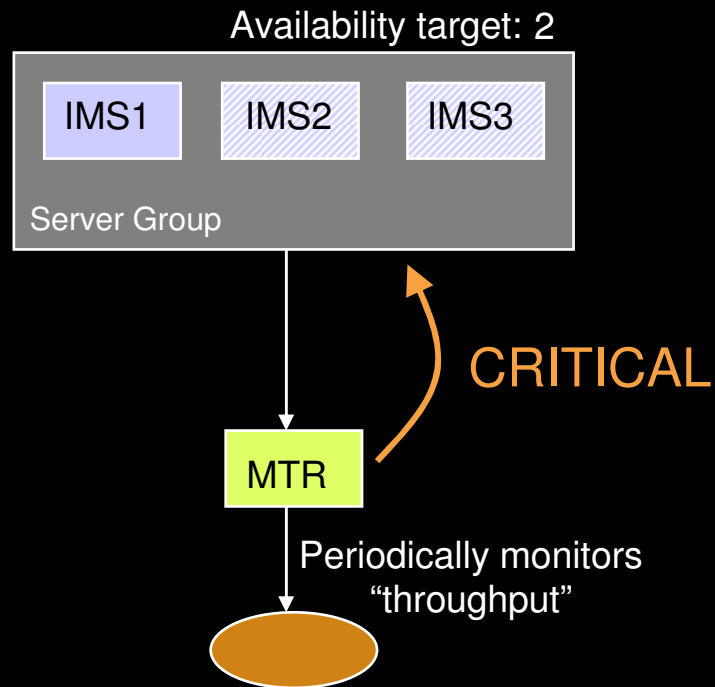 Availability target: 2
IMS1 IMS2 IMS3
Server Group
CRITICAL
MTR
Periodically monitors
“throughput”